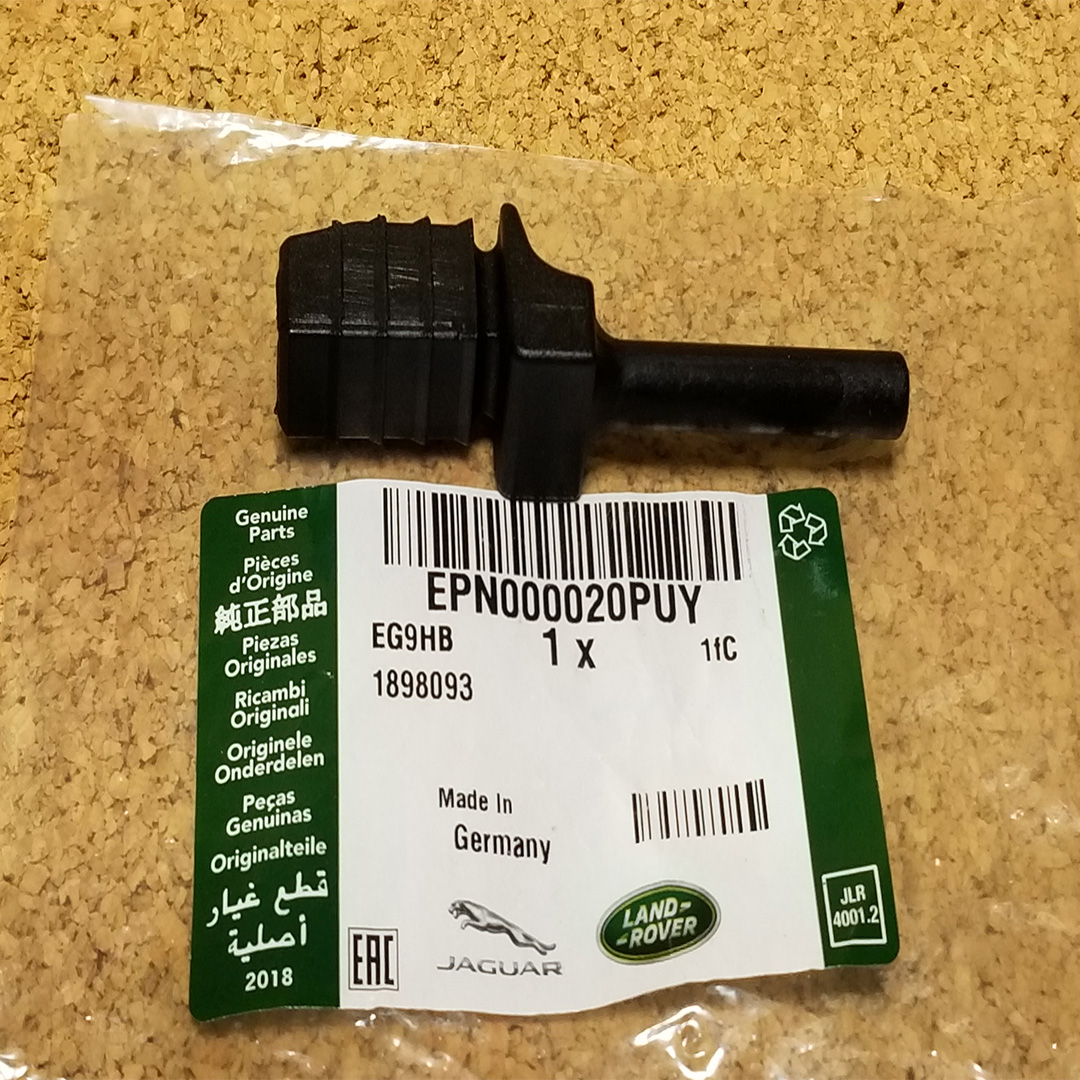 Genuine
Parts
Pièces
d'Origine
純正部品
Piezas
Originales
Ricambi
Originali
Originele
Onderdelen
Peças
Genuinas
Originalteile
قطع غيار
أصلية
2018
EPN000020PUY
EG9HB 1 x 1fC
1898093
Made In
Germany
EAC
JAGUAR
LAND-
-ROVER
JLR
4001.2